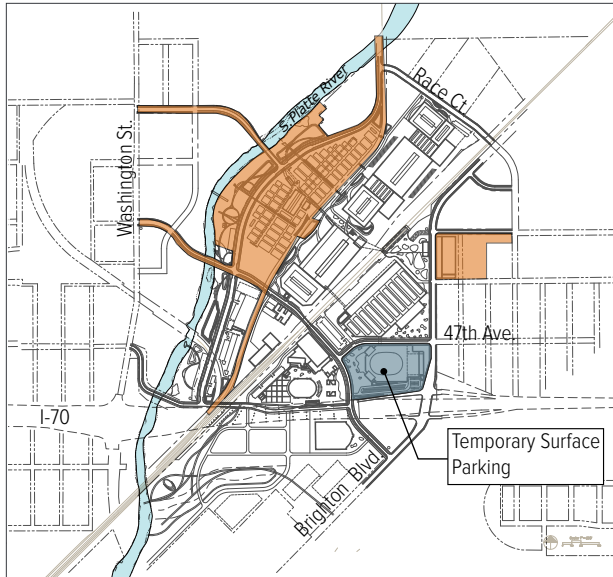 S. Platte River
Race Ct.
Washington St.
47th Ave.
I-70
Temporary Surface
Parking
Brighton Blvd.